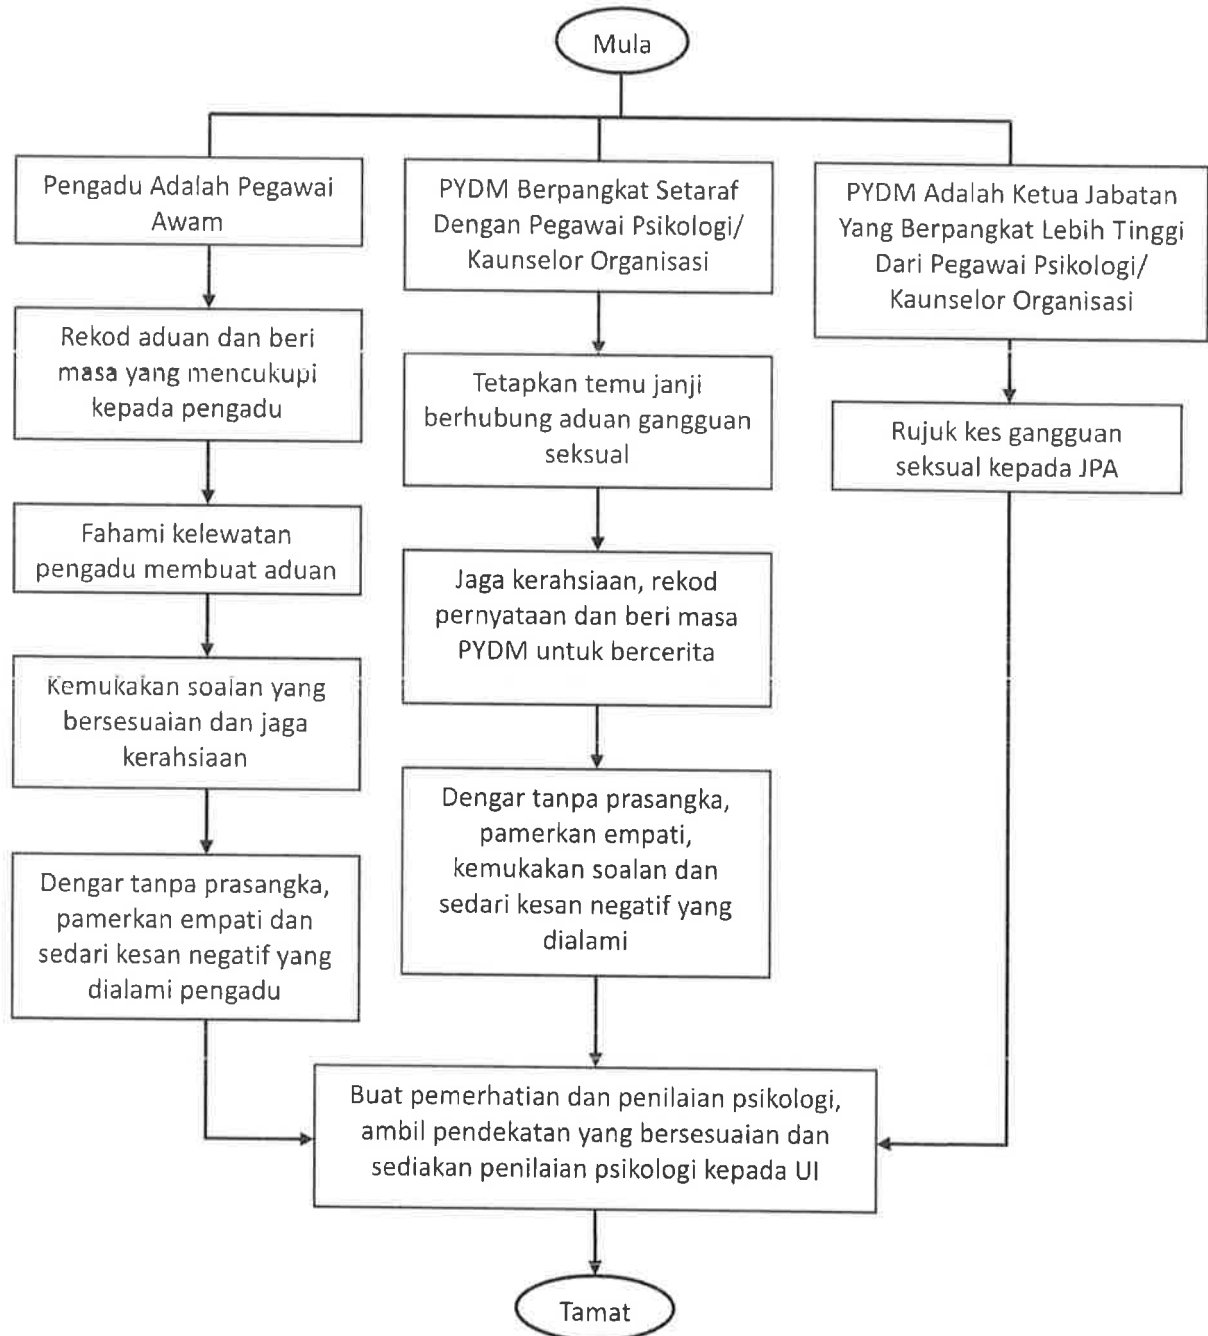 Mula
Pengadu Adalah Pegawai
Awam
Rekod aduan dan beri
masa yang mencukupi
kepada pengadu
Fahami kelewatan
pengadu membuat aduan
Kemukakan soalan yang
bersesuaian dan jaga
kerahsiaan
Dengar tanpa prasangka,
pamerkan empati dan
sedari kesan negatif yang
dialami pengadu
PYDM Berpangkat Setaraf
Dengan Pegawai Psikologi/
Kaunselor Organisasi
Tetapkan temu janji
berhubung aduan gangguan
seksual
Jaga kerahsiaan, rekod
pernyataan dan beri masa
PYDM untuk bercerita
Dengar tanpa prasangka,
pamerkan empati,
kemukakan soalan dan
sedari kesan negatif yang
dialami
PYDM Adalah Ketua Jabatan
Yang Berpangkat Lebih Tinggi
Dari Pegawai Psikologi/
Kaunselor Organisasi
Rujuk kes gangguan
seksual kepada JPA
Buat pemerhatian dan penilaian psikologi,
ambil pendekatan yang bersesuaian dan
sediakan penilaian psikologi kepada UI
Tamat